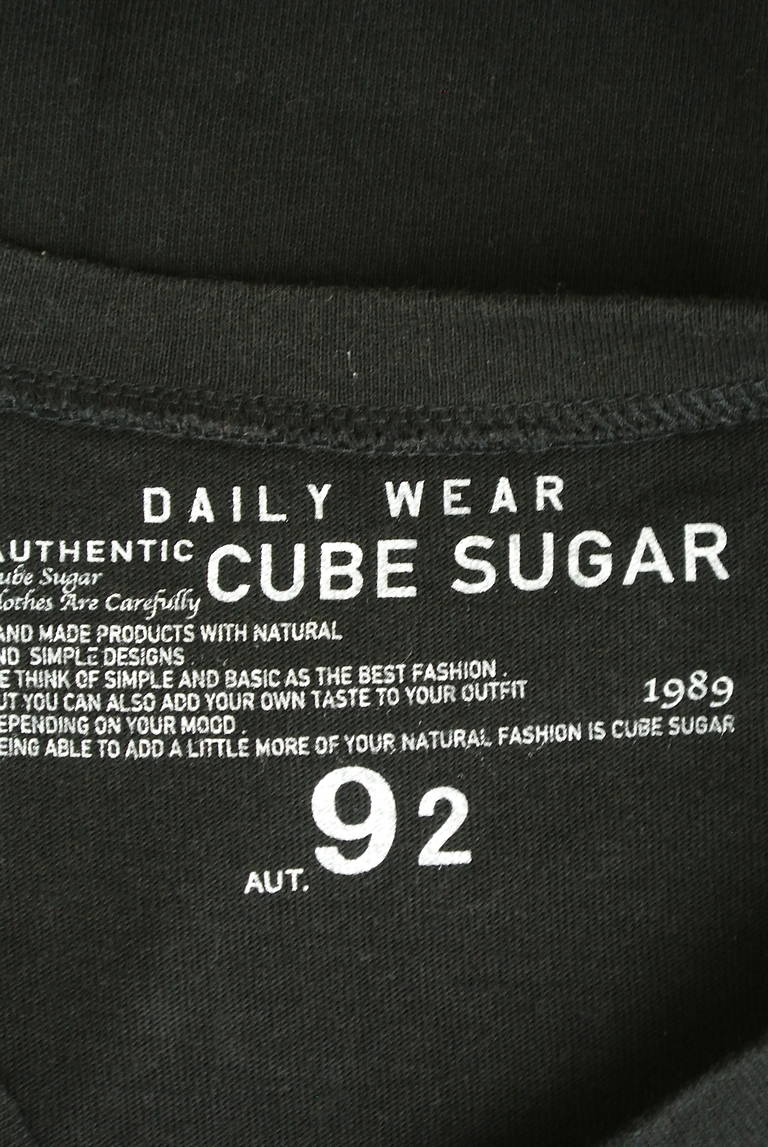 DAILY WEAR
AUTHENTIC
CUBE SUGAR
ube Sugar
lothes Are Carefully
AND MADE PRODUCTS WITH NATURAL
ND SIMPLE DESIGNS .
E THINK OF SIMPLE AND BASIC AS THE BEST FASHION .
UT YOU CAN ALSO ADD YOUR OWN TASTE TO YOUR OUTFIT
1989
EPENDING ON YOUR MOOD .
EING ABLE TO ADD A LITTLE MORE OF YOUR NATURAL FASHION IS CUBE SUGAR
AUT. 92